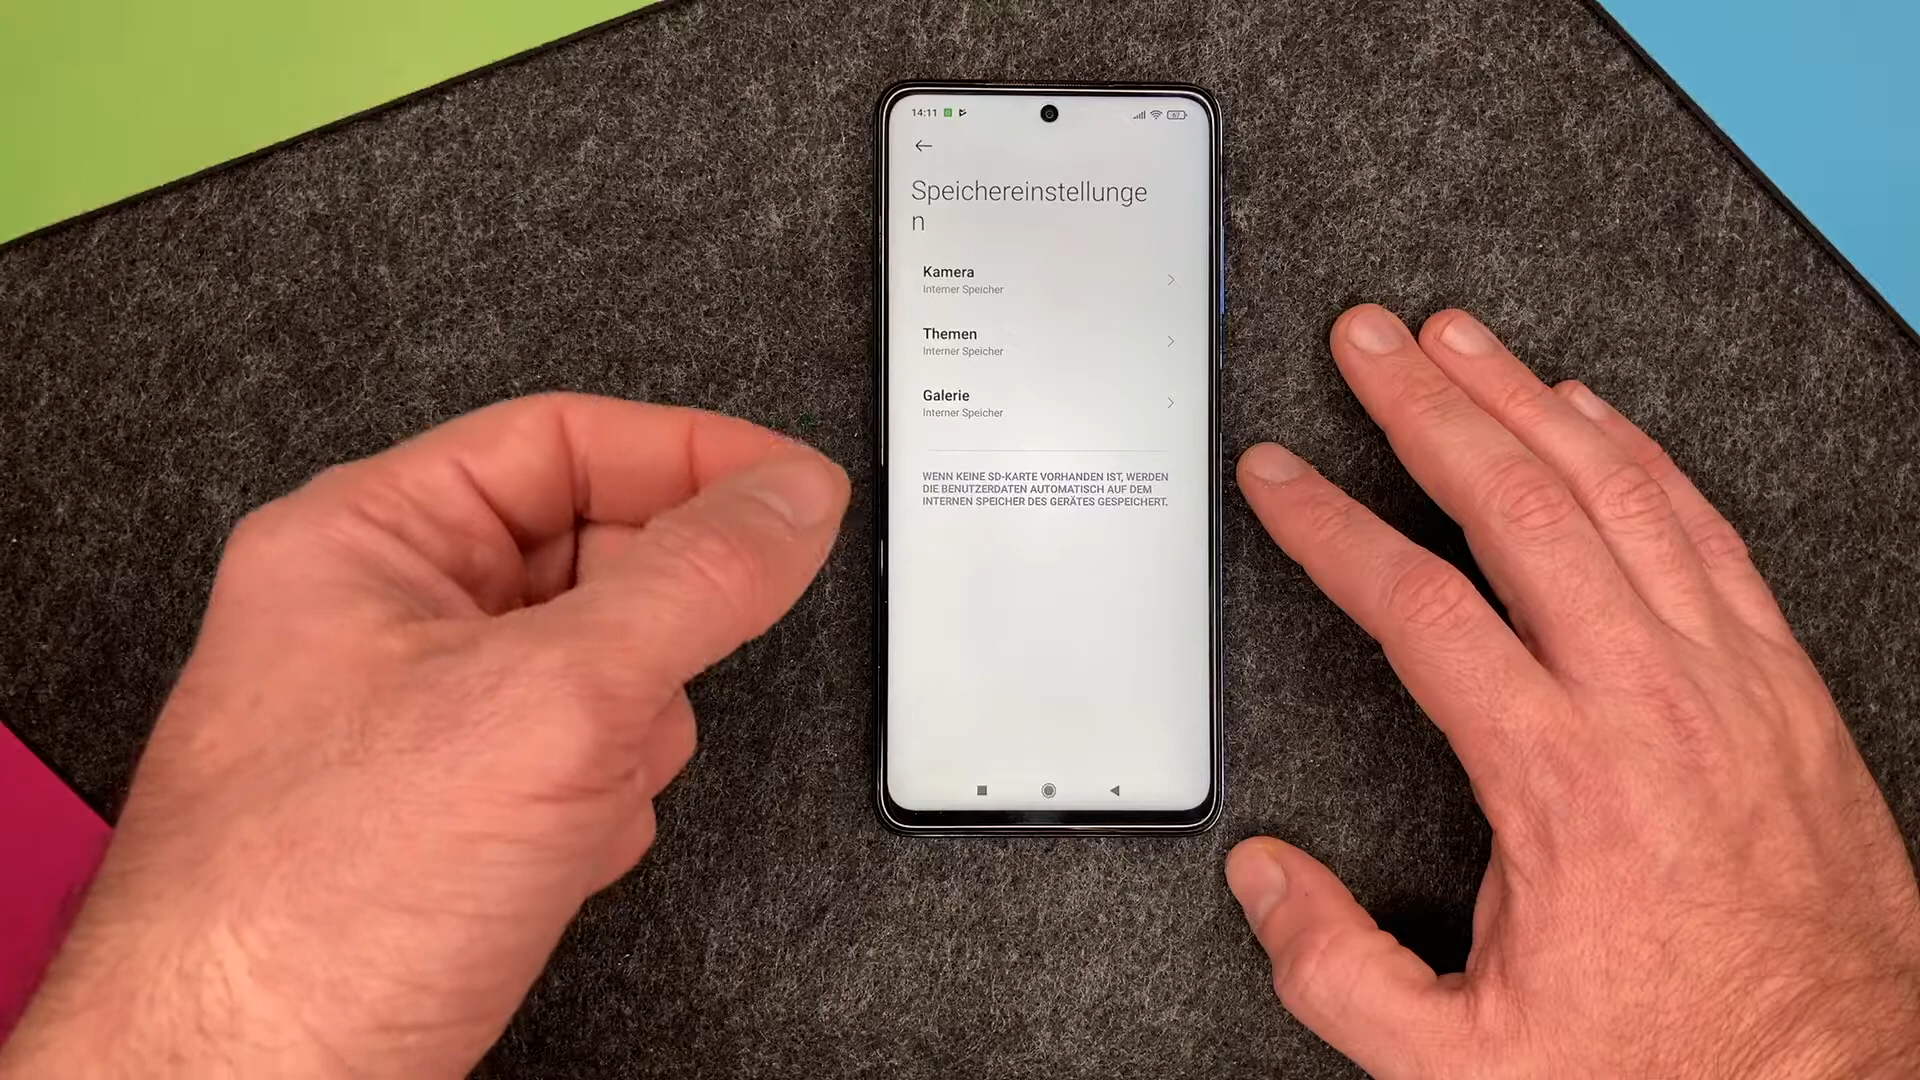 14:11
67
Speichereinstellunge
n
Kamera
Interner Speicher
Themen
Interner Speicher
Galerie
Interner Speicher
WENN KEINE SD-KARTE VORHANDEN IST, WERDEN
DIE BENUTZERDATEN AUTOMATISCH AUF DEM
INTERNEN SPEICHER DES GERÄTES GESPEICHERT.